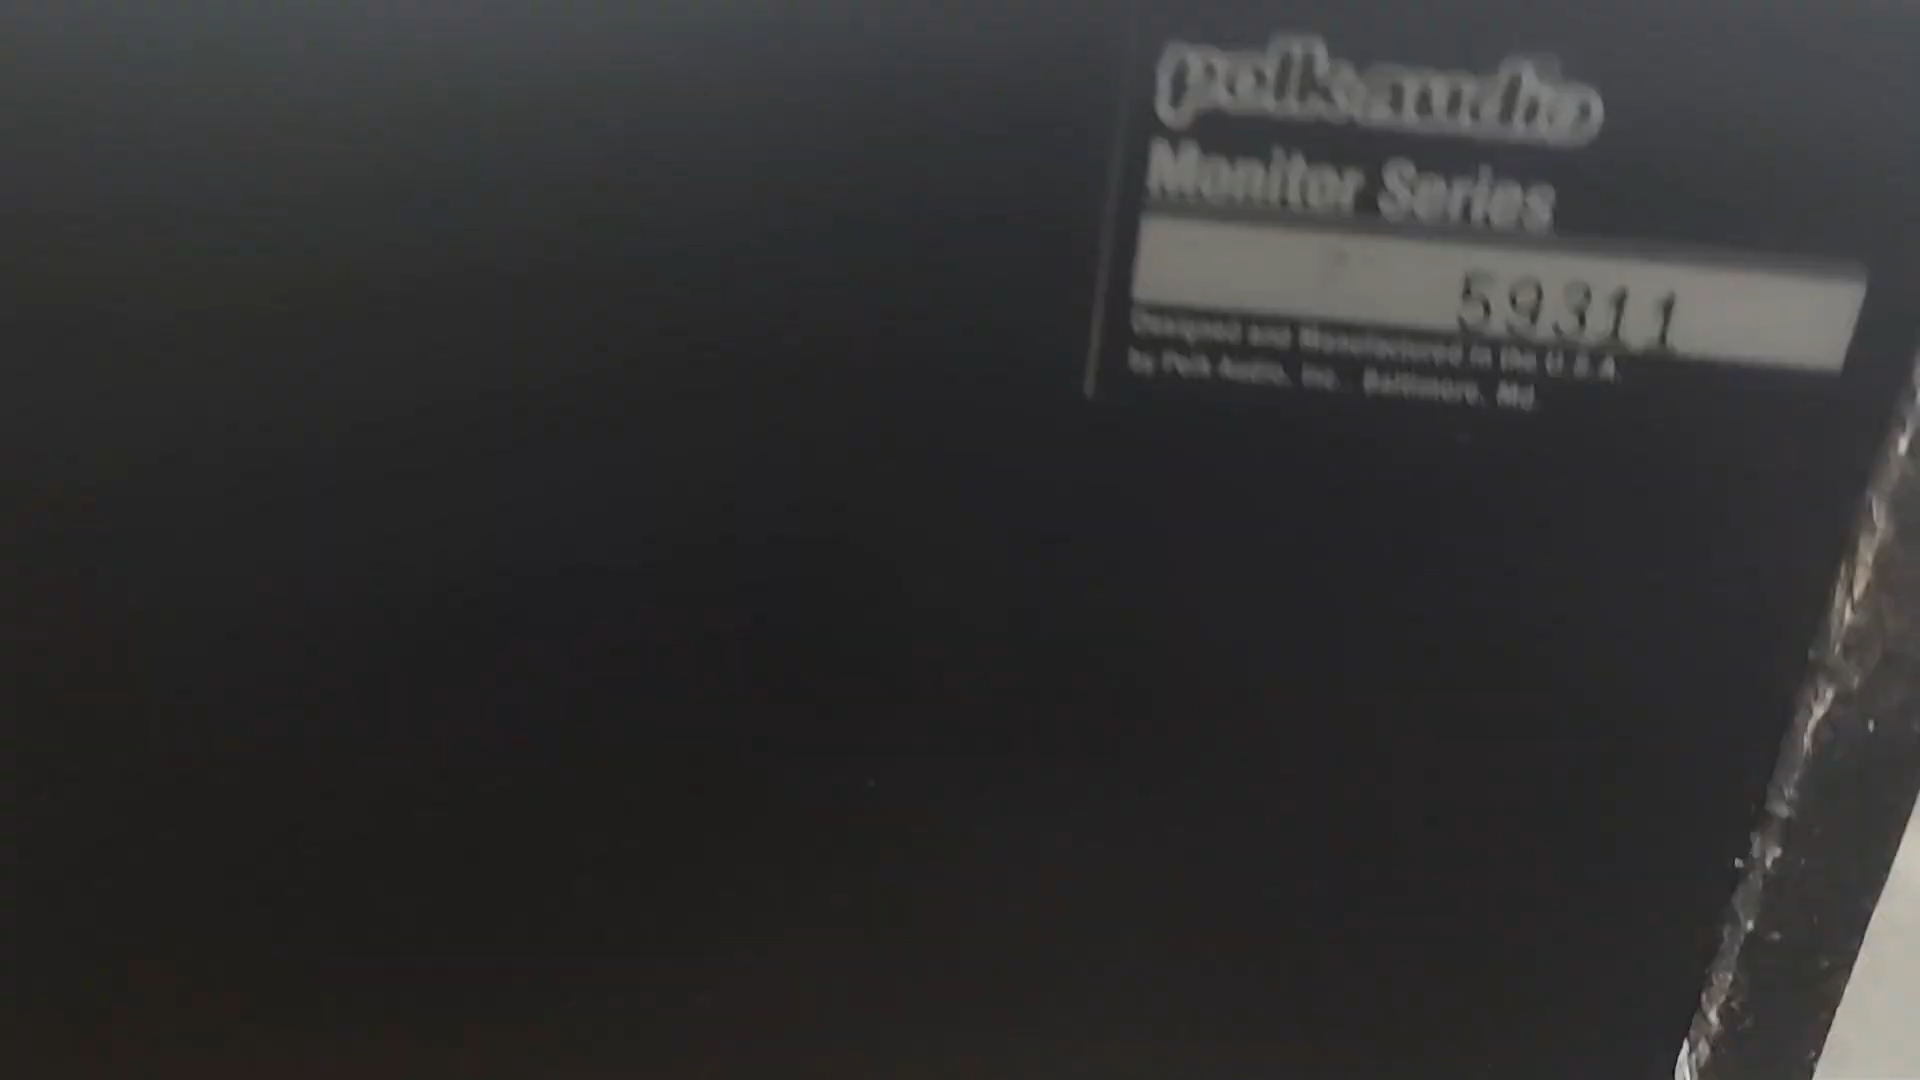 polkaudio
Monitor Series
59311
Designed and Manufactured in the U.S.A.
by Polk Audio, Inc. Baltimore, Md.